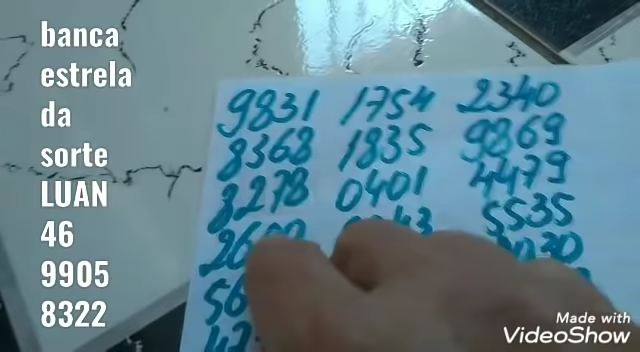 banca
estrela
da
sorte
LUAN
46
9905
8322
9831 1754 2340
8368 1835 9869
8278 0401 4479
5535
Made with
VideoShow